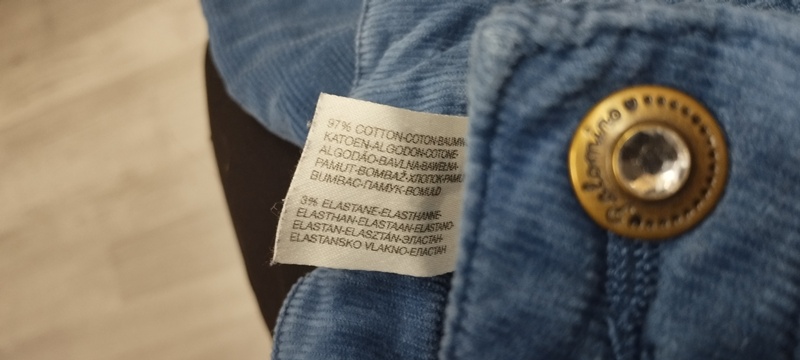 97% COTTON-COTON-BAUMW
KATOEN-ALGODON-COTONE-
ALGODÃO-BAVLNA-BAWEŁNA-
PAMUT-BOMBAŽ-ХЛОПОК-PAMU
BUMBAC-ПАМУК-BOMULD
3% ELASTANE-ELASTHANNE-
ELASTHAN-ELASTAAN-ELASTANO-
ELASTAN-ELASZTÁN-ЭЛАСТАН-
ELASTANSKO VLAKNO-ЕЛАСТАН
Palomino